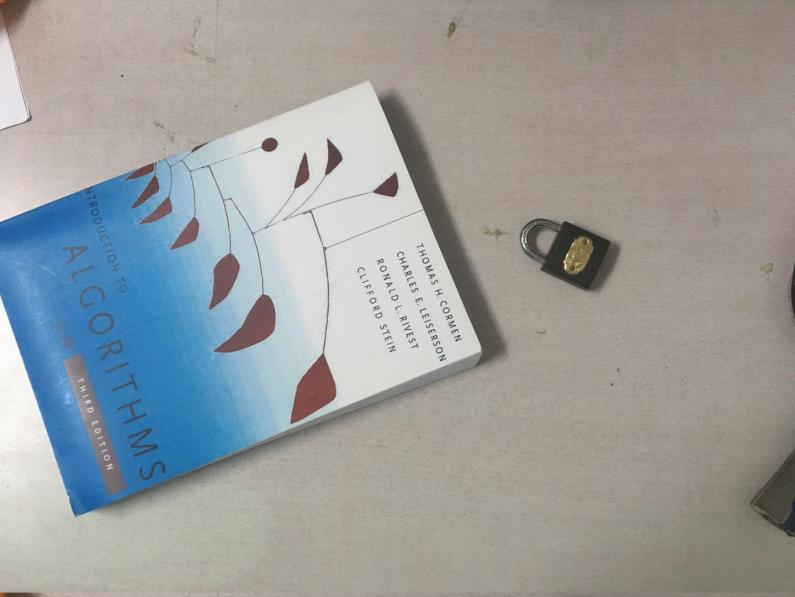 INTRODUCTION TO
ALGORITHMS
THIRD EDITION
THOMAS H. CORMEN
CHARLES E. LEISERSON
RONALD L. RIVEST
CLIFFORD STEIN